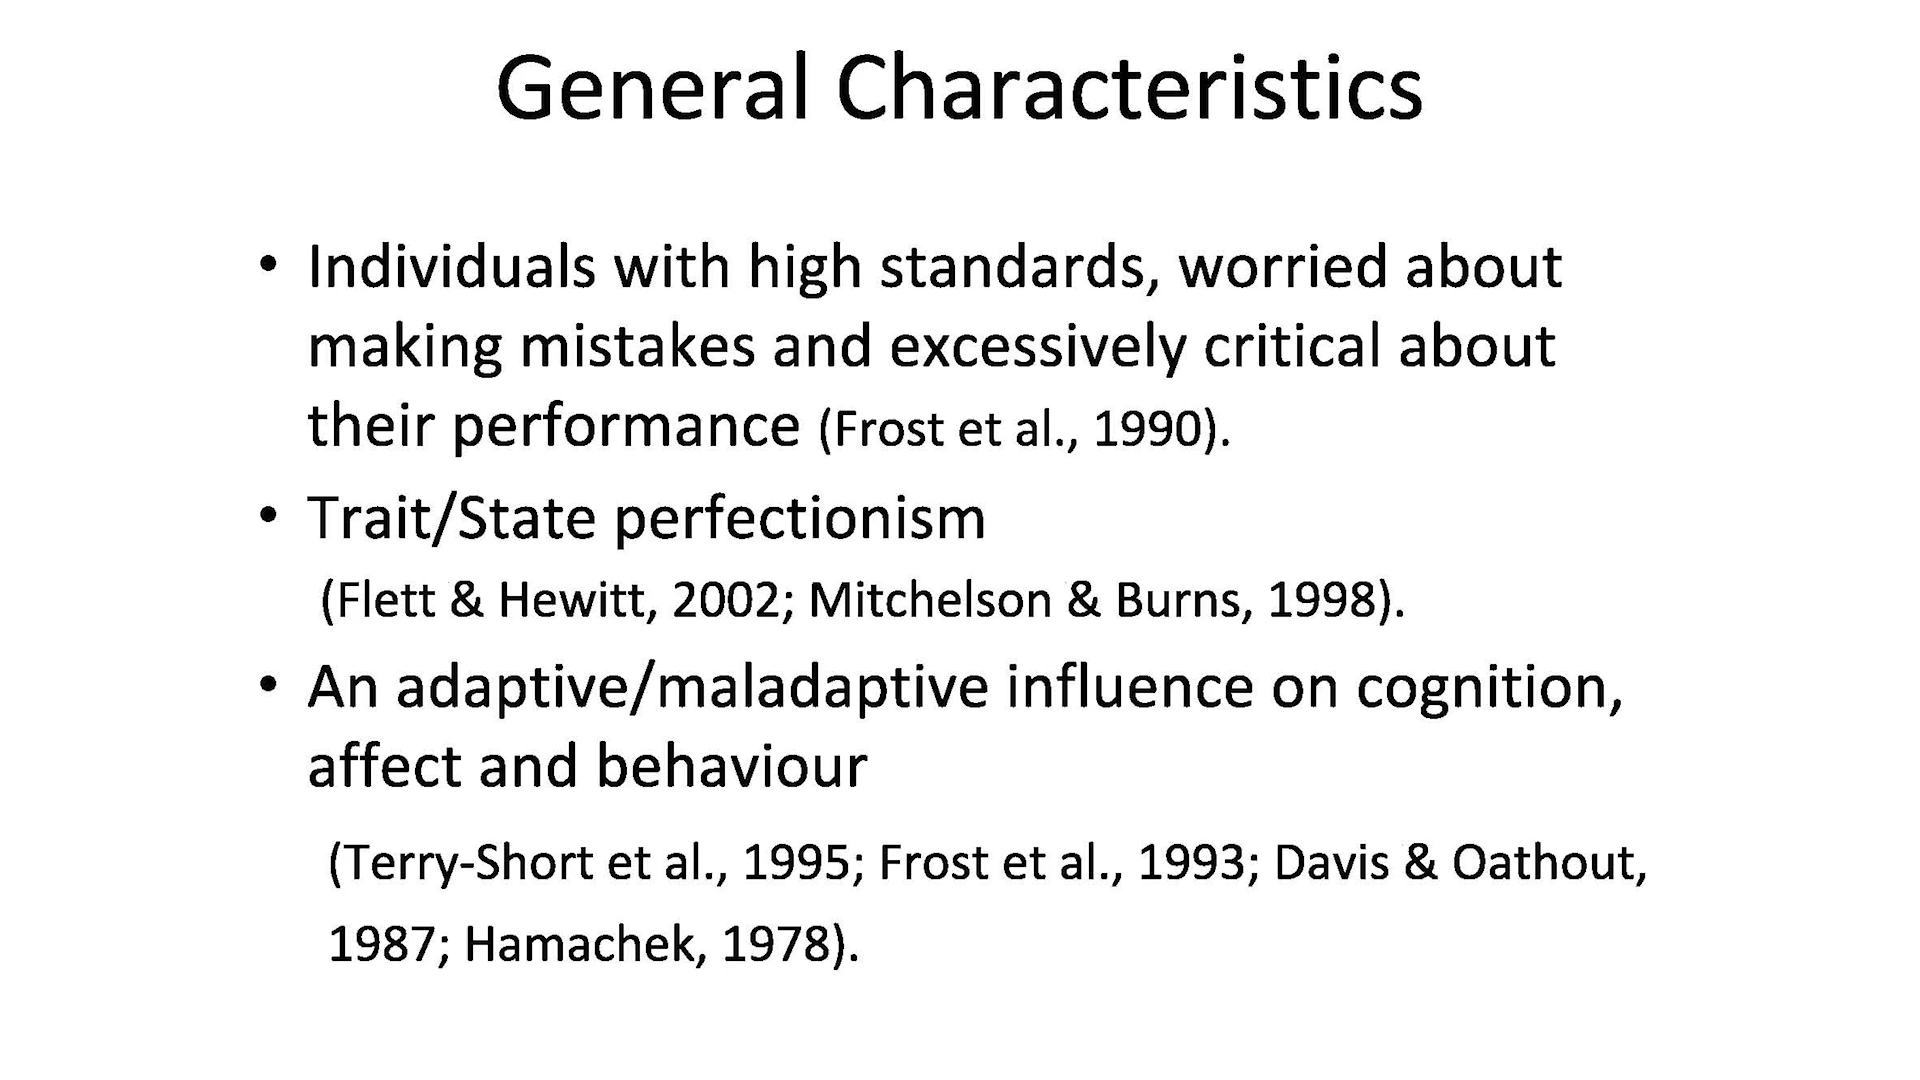 General Characteristics
• Individuals with high standards, worried about
making mistakes and excessively critical about
their performance (Frost et al., 1990).
• Trait/State perfectionism
(Flett & Hewitt, 2002; Mitchelson & Burns, 1998).
• An adaptive/maladaptive influence on cognition,
affect and behaviour
(Terry-Short et al., 1995; Frost et al., 1993; Davis & Oathout,
1987; Hamachek, 1978).